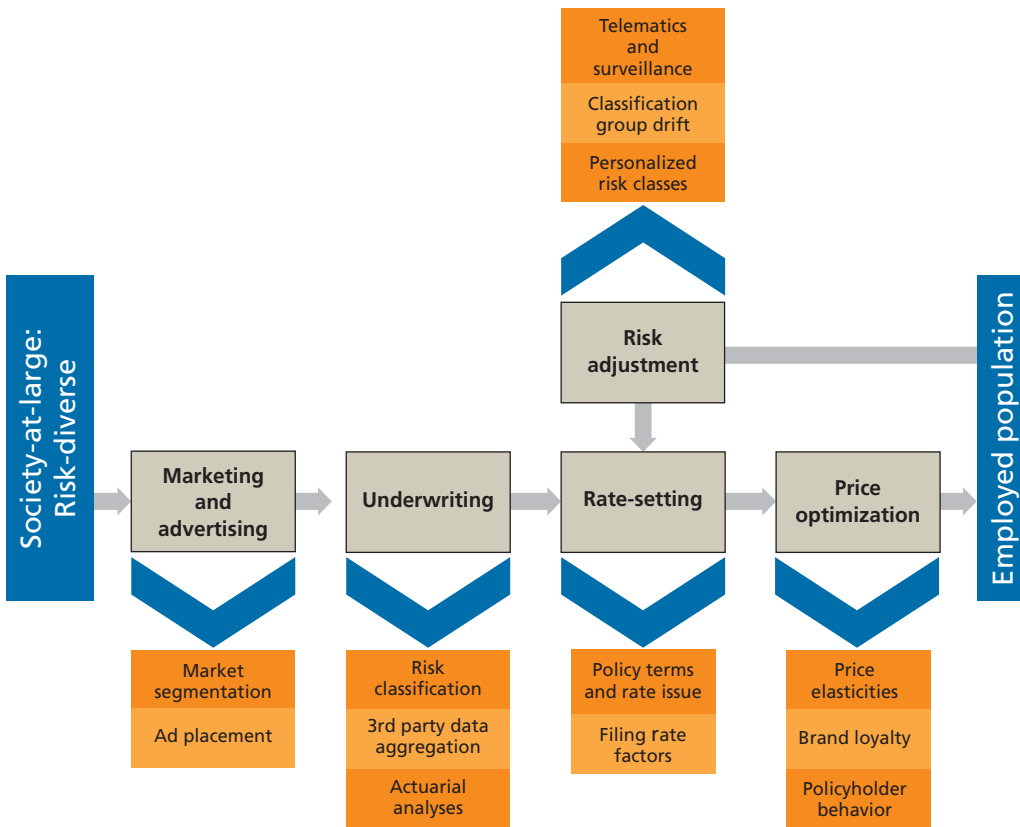 Telematics
and
surveillance
Classification
group drift
Personalized
risk classes
Society-at-large:
Risk-diverse
Risk
adjustment
Employed population
Marketing
and
advertising
Underwriting
Rate-setting
Price
optimization
Market
segmentation
Ad placement
Risk
classification
3rd party data
aggregation
Actuarial
analyses
Policy terms
and rate issue
Filing rate
factors
Price
elasticities
Brand loyalty
Policyholder
behavior